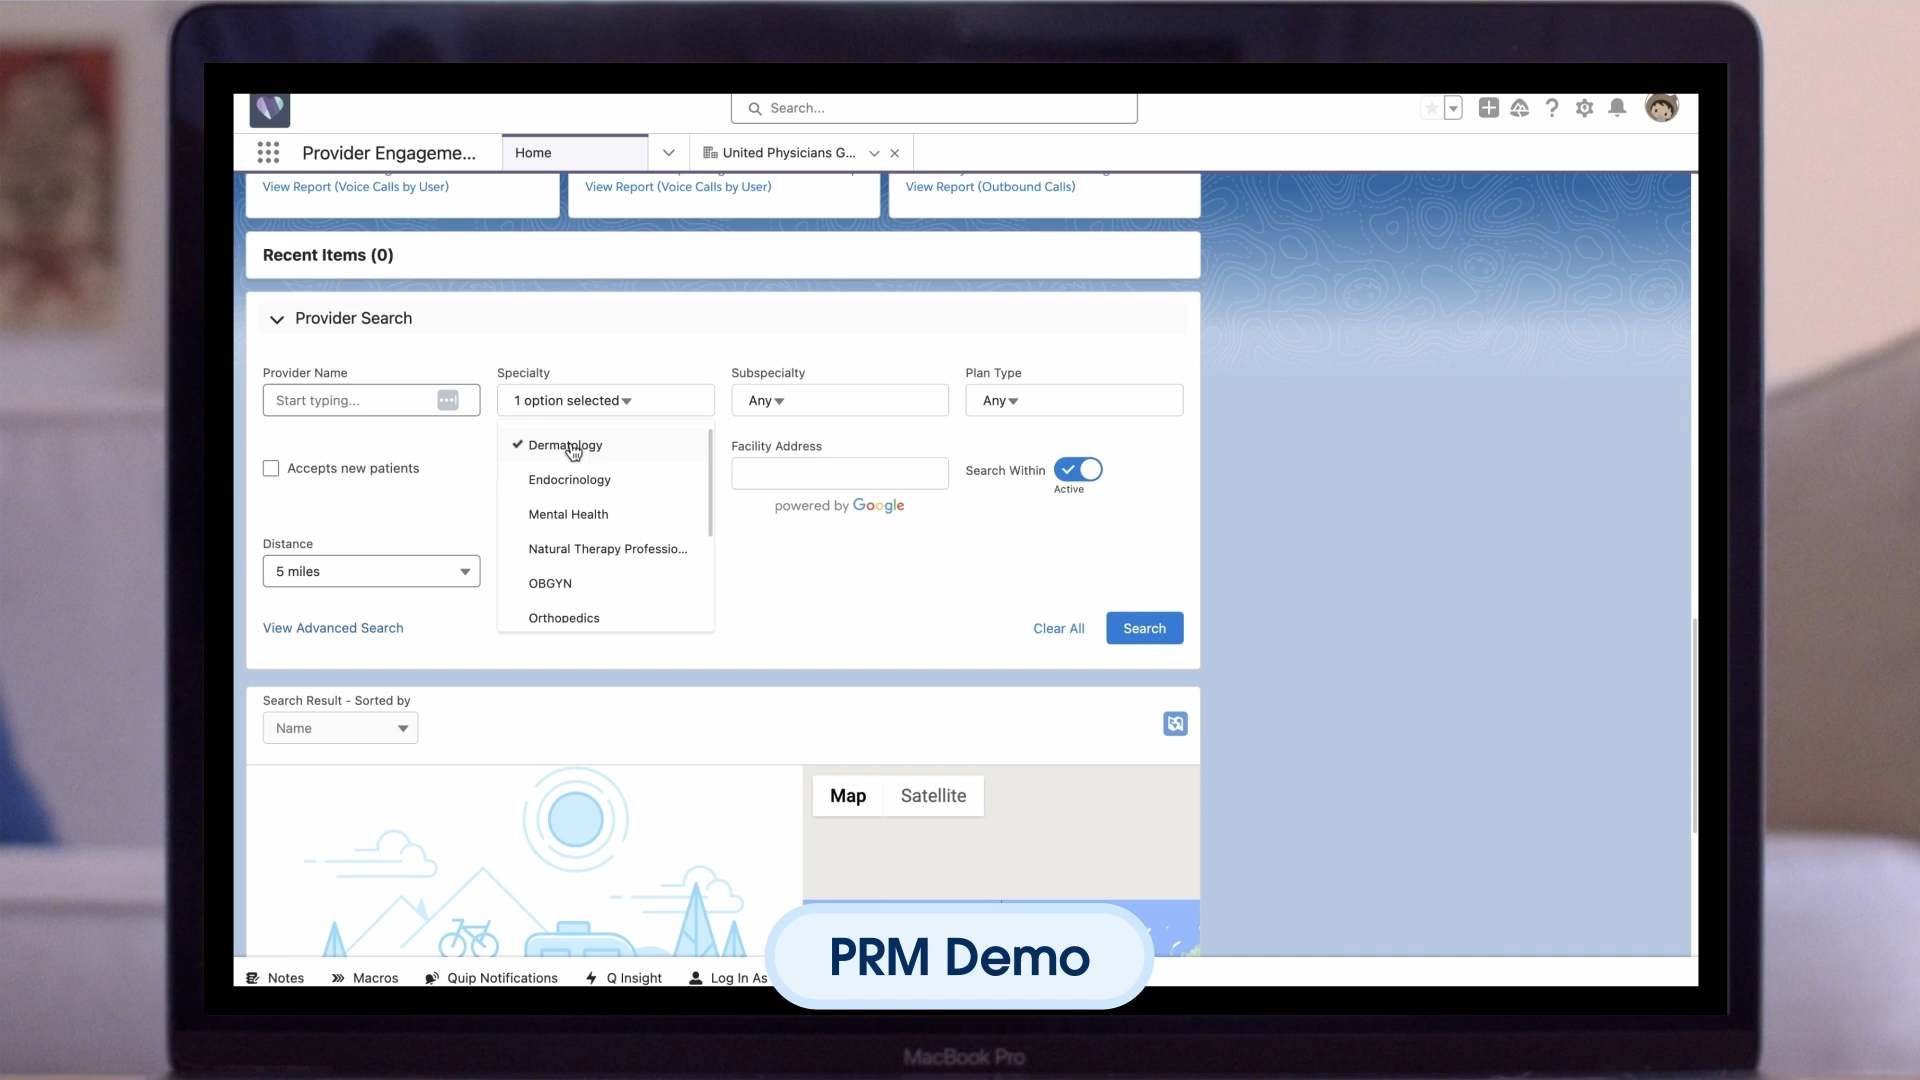 Search...
Provider Engageme...
Home
United Physicians G...
View Report (Voice Calls by User)
View Report (Voice Calls by User)
View Report (Outbound Calls)
Recent Items (0)
Provider Search
Provider Name
Specialty
Subspecialty
Plan Type
Start typing...
1 option selected
Any
Any
Dermatology
Endocrinology
Mental Health
Natural Therapy Professio...
OBGYN
Orthopedics
Accepts new patients
Facility Address
powered by Google
Search Within
Active
Distance
5 miles
View Advanced Search
Clear All
Search
Search Result - Sorted by
Name
Map
Satellite
Notes
Macros
Quip Notifications
Q Insight
Log In As
PRM Demo
MacBook Pro